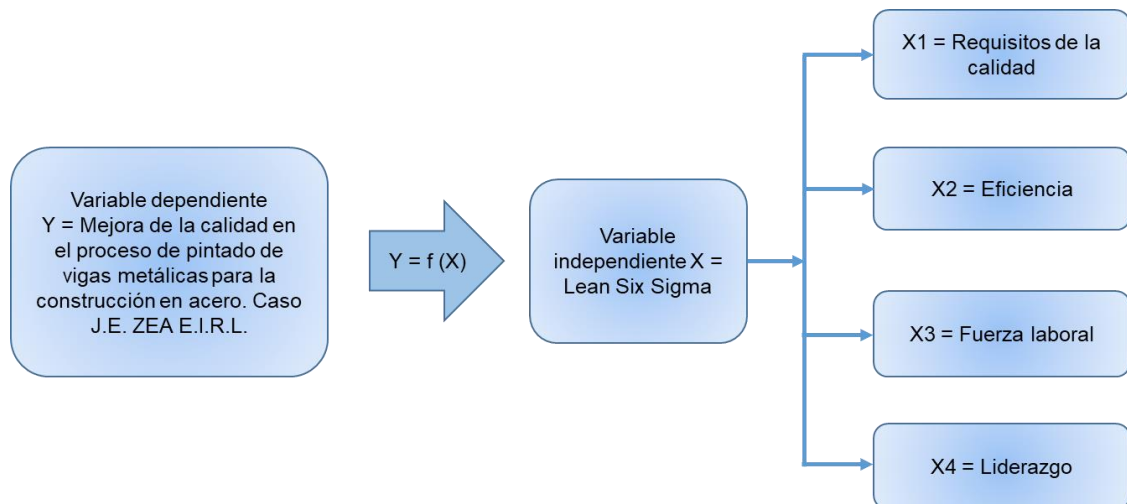 Variable dependiente
Y = Mejora de la calidad en
el proceso de pintado de
vigas metálicas para la
construcción en acero. Caso
J.E. ZEA E.I.R.L.
Y = f (X)
Variable
independiente X =
Lean Six Sigma
X1 = Requisitos de la
calidad
X2 = Eficiencia
X3 = Fuerza laboral
X4 = Liderazgo